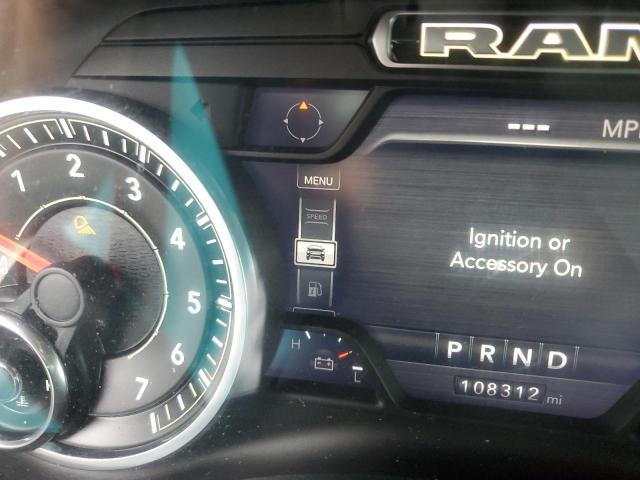 RAM
--- MP
MENU
SPEED
Ignition or
Accessory On
1
2
3
4
5
6
7
H
L
P R N D
108312 mi